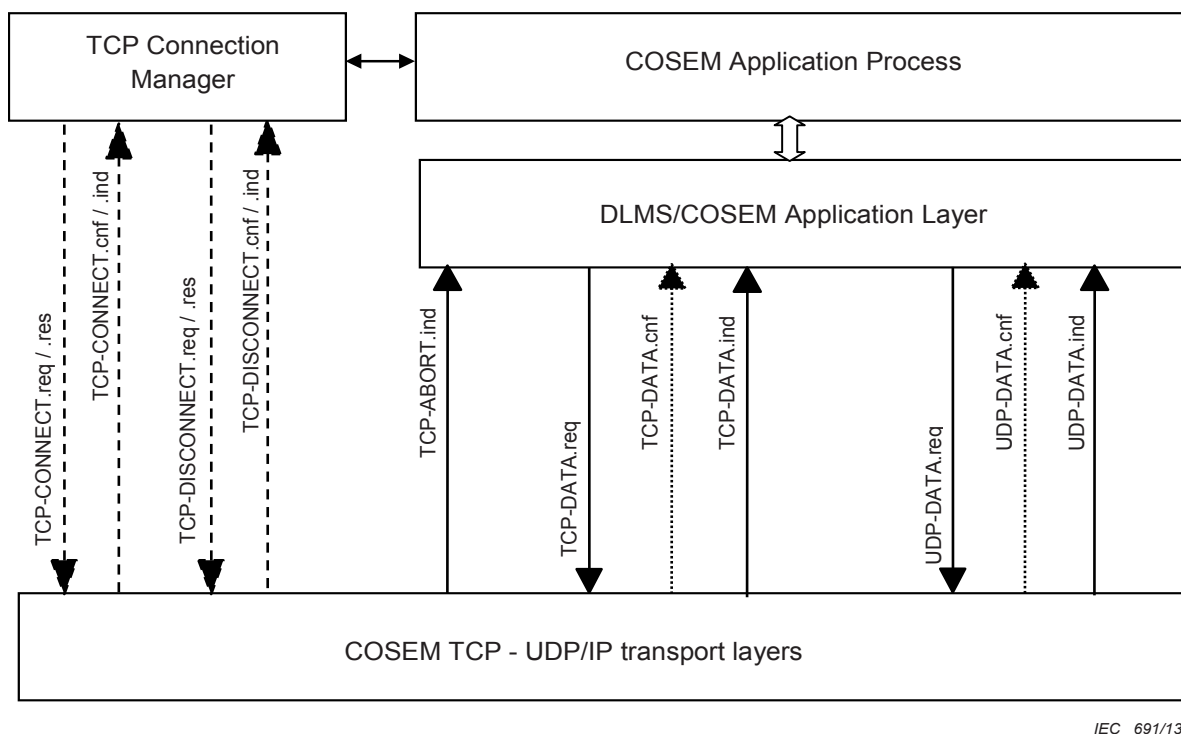 TCP Connection
Manager
COSEM Application Process
DLMS/COSEM Application Layer
TCP-CONNECT.req / .res
TCP-CONNECT.cnf / .ind
TCP-DISCONNECT.req / .res
TCP-DISCONNECT.cnf / .ind
TCP-ABORT.ind
TCP-DATA.req
TCP-DATA.cnf
TCP-DATA.ind
UDP-DATA.req
UDP-DATA.cnf
UDP-DATA.ind
COSEM TCP - UDP/IP transport layers
IEC 691/13